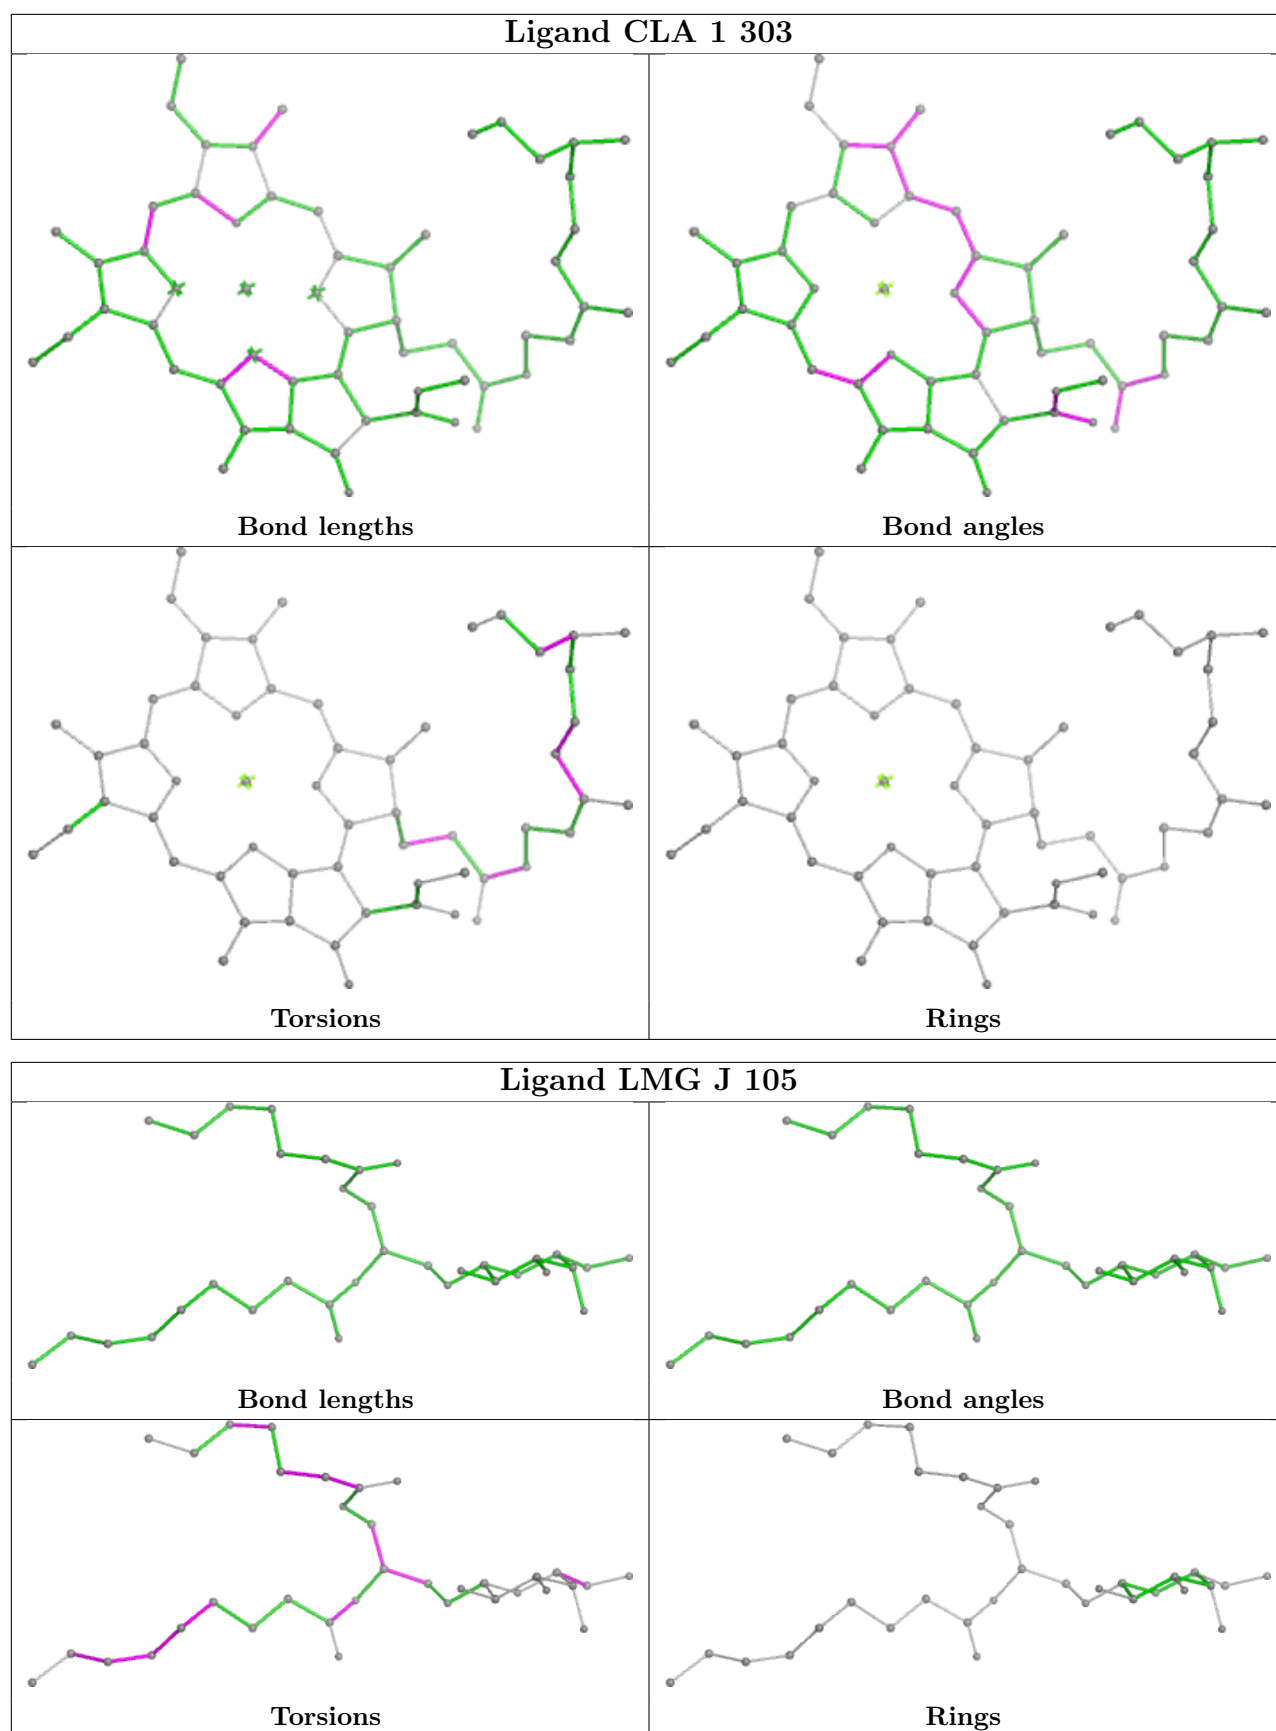 Ligand CLA 1 303
Bond lengths
Bond angles
Torsions
Rings
Ligand LMG J 105
Bond lengths
Bond angles
Torsions
Rings